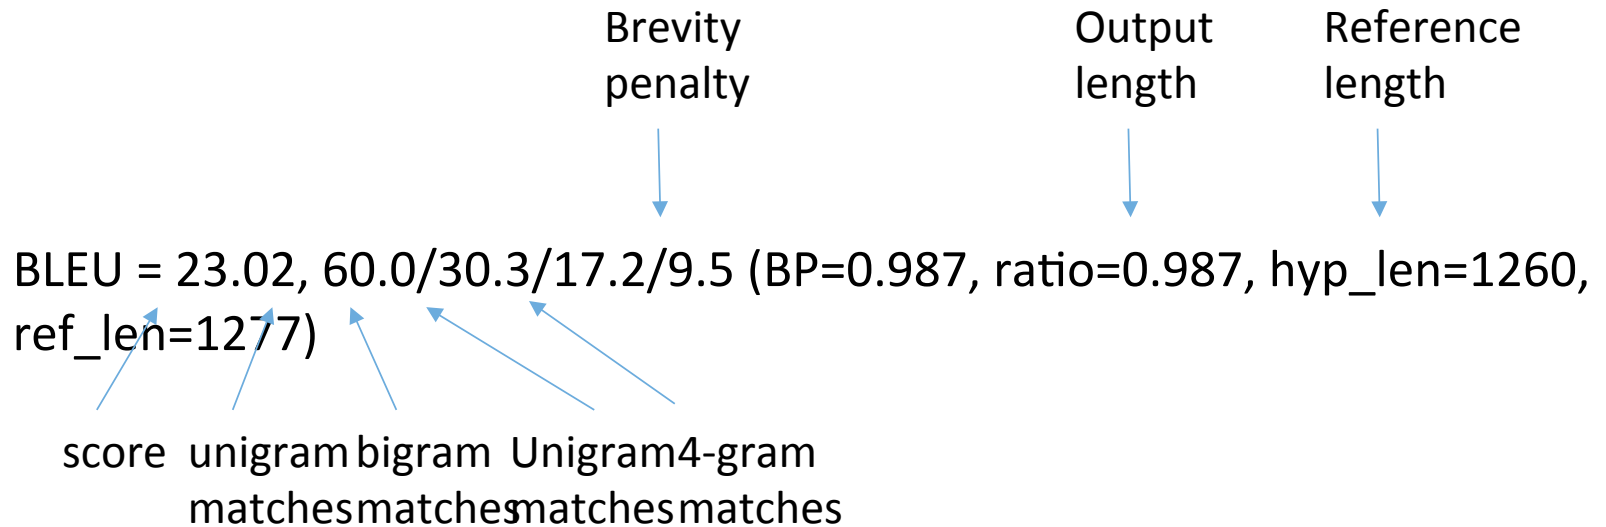 Brevity penalty
Output length
Reference length
BLEU = 23.02, 60.0/30.3/17.2/9.5 (BP=0.987, ratio=0.987, hyp_len=1260,
ref_len=1277)
score
unigram matches
bigram matches
Unigram matches
4-gram matches